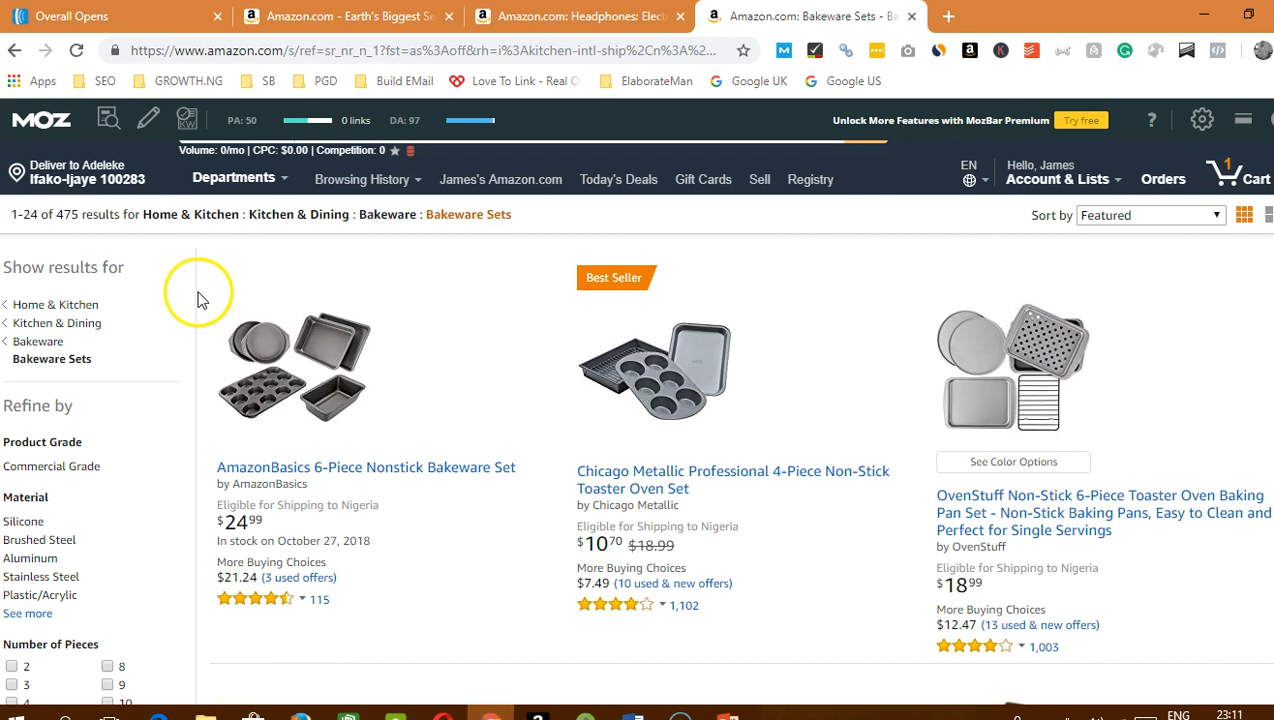 Overall Opens
Amazon.com - Earth's Biggest Se
Amazon.com: Headphones: Elect
Amazon.com: Bakeware Sets - Ba
https://www.amazon.com/s/ref=sr_nr_n_1?fst=as%3Aoff&rh=i%3Akitchen-intl-ship%2Cn%3A%2...
Apps SEO GROWTH.NG SB PGD Build EMail Love To Link - Real O ElaborateMan Google UK Google US
MOZ PA: 50 0 links DA: 97 Unlock More Features with MozBar Premium Try free ?
KW
Volume: 0/mo | CPC: $0.00 | Competition: 0
Deliver to Adeleke
Ifako-Ijaye 100283
Departments Browsing History James's Amazon.com Today's Deals Gift Cards Sell Registry
EN
Hello, James
Account & Lists
Orders
1
Cart
1-24 of 475 results for Home & Kitchen : Kitchen & Dining : Bakeware : Bakeware Sets
Sort by Featured
Show results for
Home & Kitchen
Kitchen & Dining
Bakeware
Bakeware Sets
Refine by
Product Grade
Commercial Grade
Material
Silicone
Brushed Steel
Aluminum
Stainless Steel
Plastic/Acrylic
See more
Number of Pieces
2 8
3 9
4 10
AmazonBasics 6-Piece Nonstick Bakeware Set
by AmazonBasics
Eligible for Shipping to Nigeria
$24 99
In stock on October 27, 2018
More Buying Choices
$21.24 (3 used offers)
115
Best Seller
Chicago Metallic Professional 4-Piece Non-Stick
Toaster Oven Set
by Chicago Metallic
Eligible for Shipping to Nigeria
$10 70 $18.99
More Buying Choices
$7.49 (10 used & new offers)
1,102
See Color Options
OvenStuff Non-Stick 6-Piece Toaster Oven Baking
Pan Set - Non-Stick Baking Pans, Easy to Clean and
Perfect for Single Servings
by OvenStuff
Eligible for Shipping to Nigeria
$18 99
More Buying Choices
$12.47 (13 used & new offers)
1,003
ENG
23:11